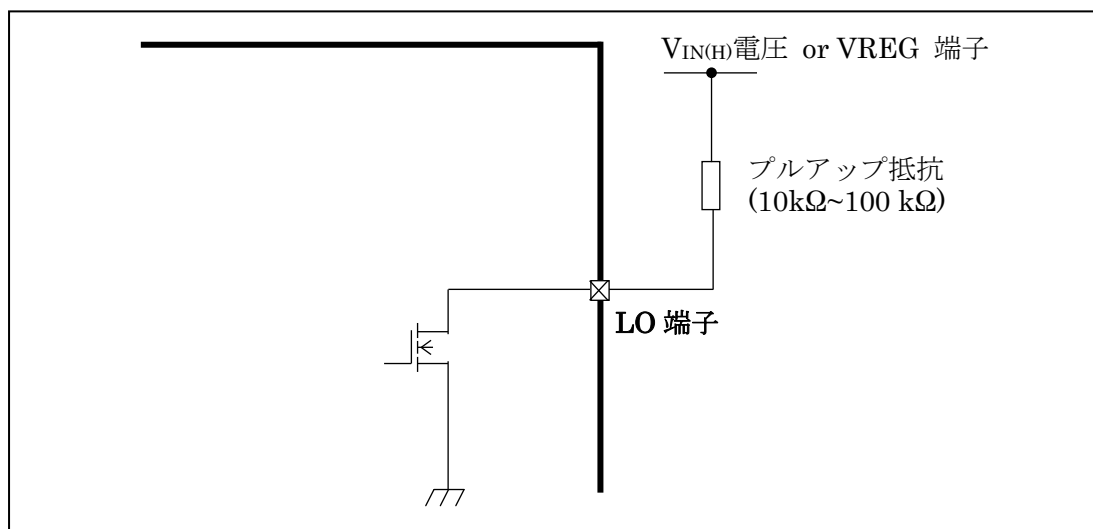 VIN(H)電圧 or VREG 端子
プルアップ抵抗
(10kΩ~100 kΩ)
LO 端子